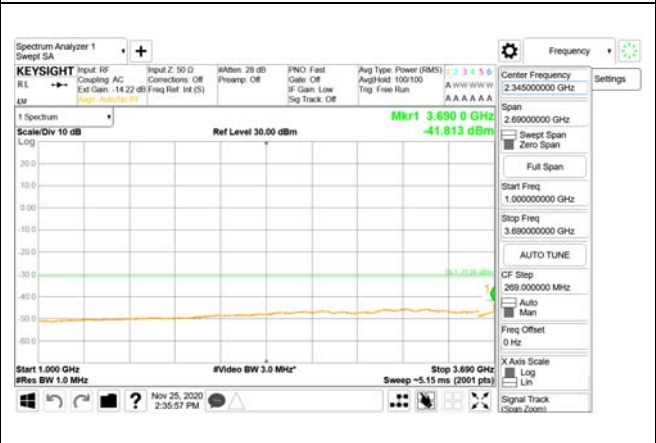 Spectrum Analyzer 1
Swept SA
Frequency
KEYSIGHT
RL
Input: RF
Coupling: AC
Ext Gain: -14.22 dB
Align: Auto/No RF
Input Z: 50 Ω
Corrections: Off
Freq Ref: Int (S)
#Atten: 28 dB
Preamp: Off
PNO: Fast
Gate: Off
IF Gain: Low
Sig Track: Off
Avg Type: Power (RMS)
Avg|Hold: 100/100
Trig: Free Run
1 2 3 4 5 6
A W W W W W
A A A A A A
1 Spectrum
Scale/Div 10 dB
Ref Level 30.00 dBm
Mkr1 3.690 0 GHz
-41.813 dBm
Log
20.0
10.0
0.00
-10.0
-20.0
-30.0
-40.0
-50.0
-60.0
1
Start 1.000 GHz
#Res BW 1.0 MHz
#Video BW 3.0 MHz*
Stop 3.690 GHz
Sweep ~5.15 ms (2001 pts)
Nov 25, 2020
2:35:57 PM
Center Frequency
2.345000000 GHz
Settings
Span
2.69000000 GHz
Swept Span
Zero Span
Full Span
Start Freq
1.000000000 GHz
Stop Freq
3.690000000 GHz
AUTO TUNE
CF Step
269.000000 MHz
Auto
Man
Freq Offset
0 Hz
X Axis Scale
Log
Lin
Signal Track
(Span Zoom)